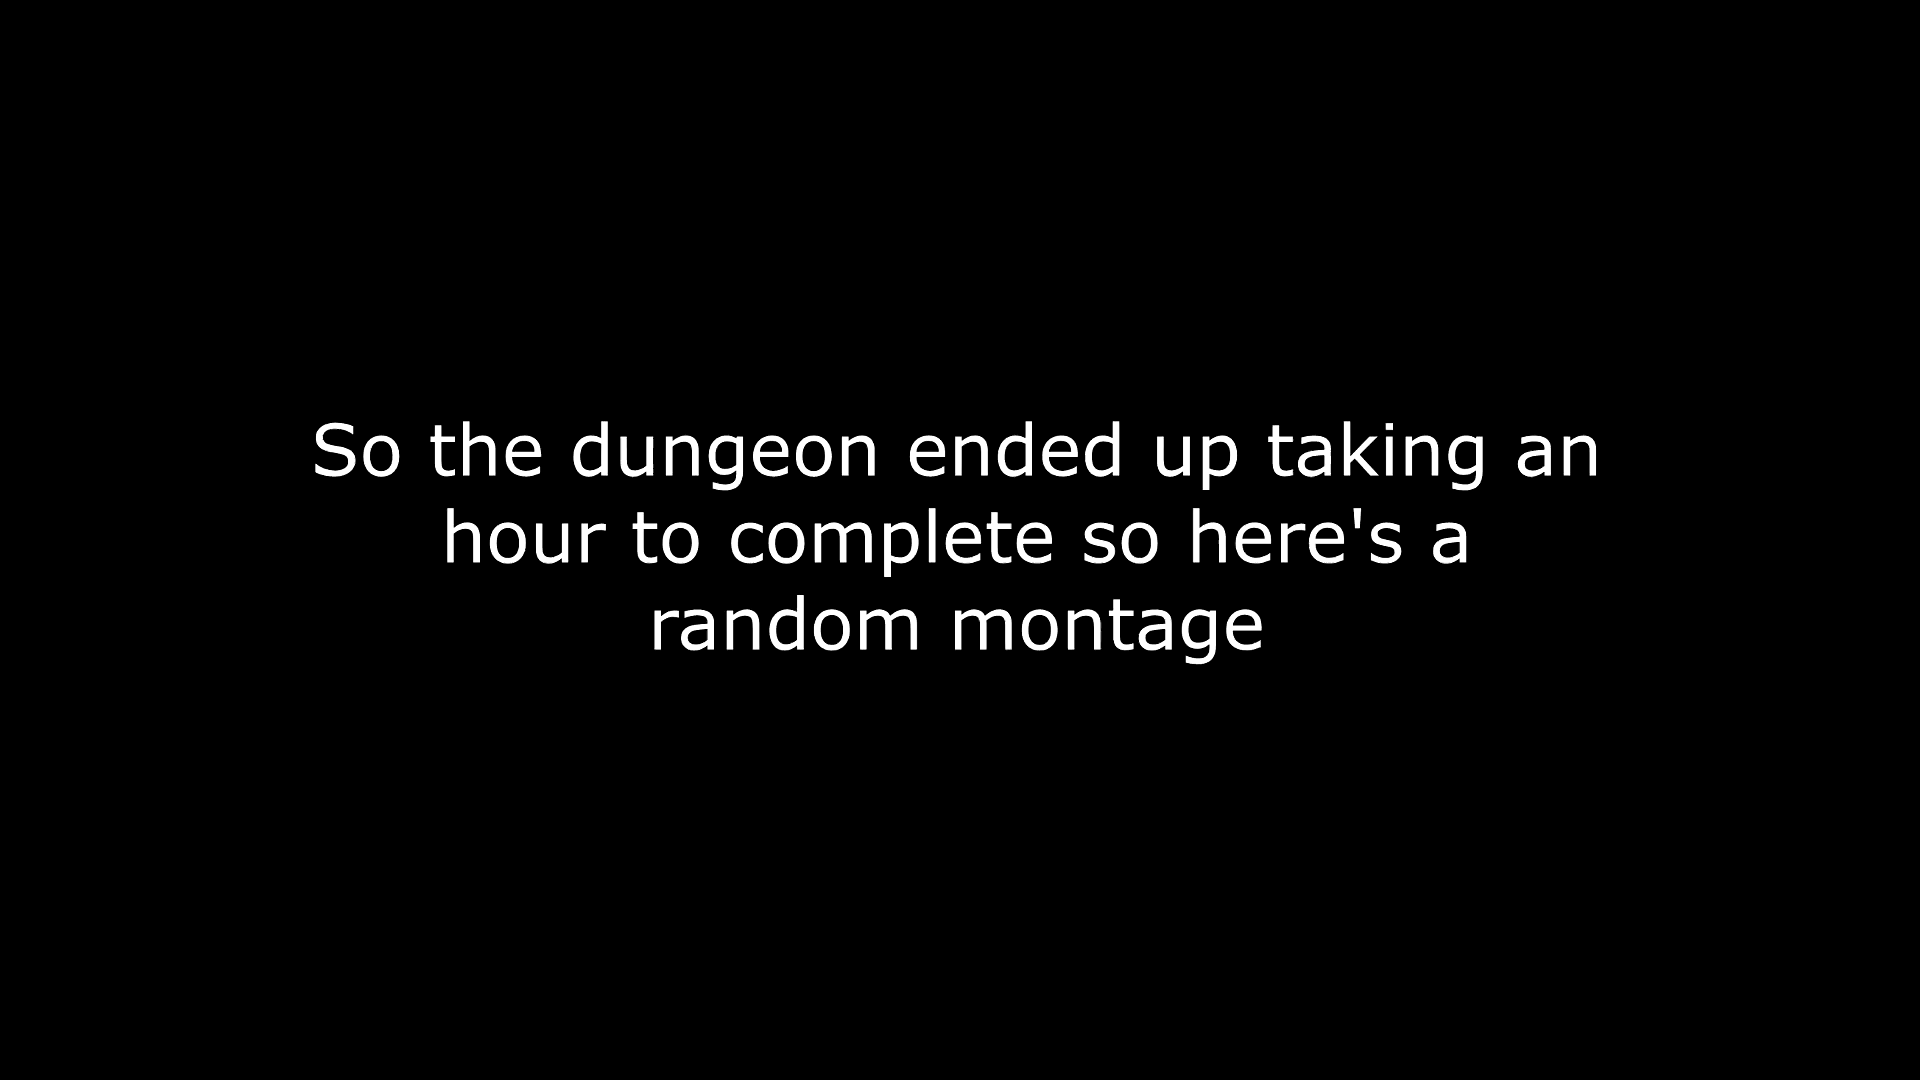 So the dungeon ended up taking an
hour to complete so here's a
random montage